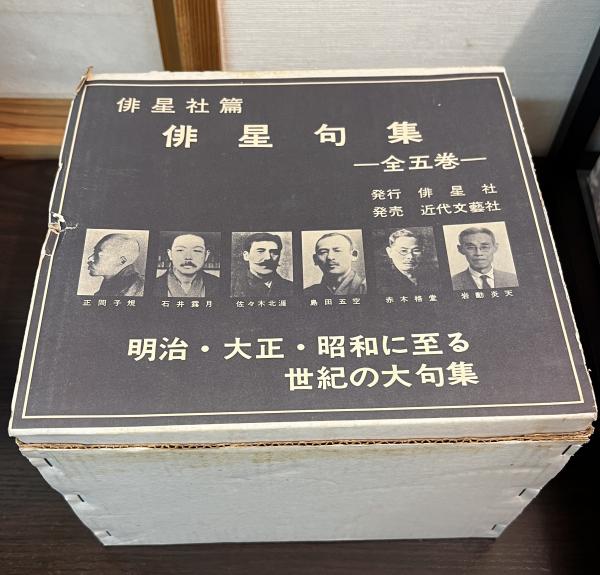 俳星社篇
俳星句集
―全五巻―
発行 俳星社
発売 近代文藝社
正岡子規
石井露月
佐々木北涯
島田五空
赤木格堂
岩動炎天
明治・大正・昭和に至る
世紀の大句集